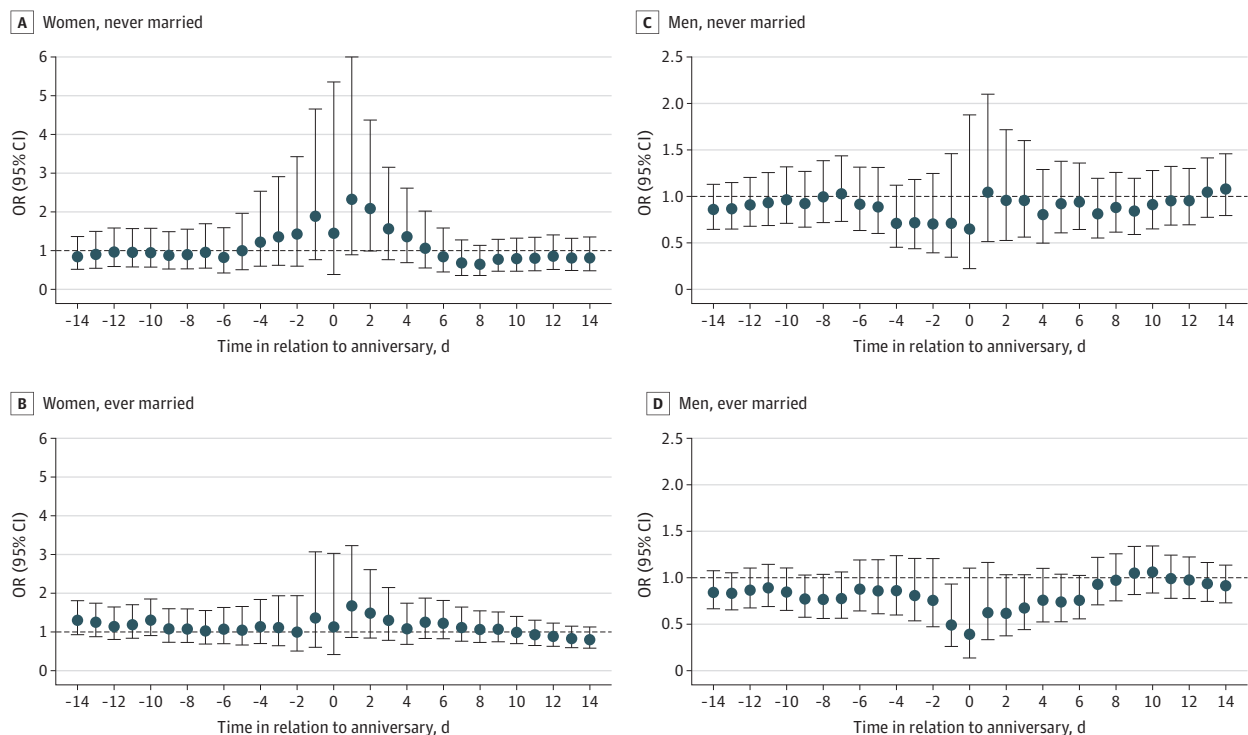 A Women, never married
6
5
4
3
2
1
0
OR (95% CI)
-14 -12 -10 -8 -6 -4 -2 0 2 4 6 8 10 12 14
Time in relation to anniversary, d
C Men, never married
2.5
2.0
1.5
1.0
0.5
0
OR (95% CI)
-14 -12 -10 -8 -6 -4 -2 0 2 4 6 8 10 12 14
Time in relation to anniversary, d
B Women, ever married
6
5
4
3
2
1
0
OR (95% CI)
-14 -12 -10 -8 -6 -4 -2 0 2 4 6 8 10 12 14
Time in relation to anniversary, d
D Men, ever married
2.5
2.0
1.5
1.0
0.5
0
OR (95% CI)
-14 -12 -10 -8 -6 -4 -2 0 2 4 6 8 10 12 14
Time in relation to anniversary, d